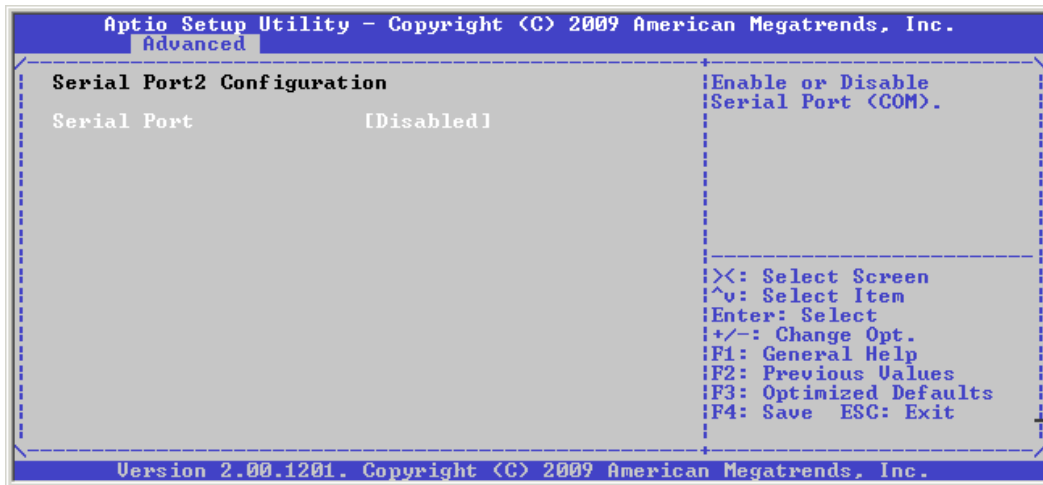 Aptio Setup Utility - Copyright (C) 2009 American Megatrends, Inc.
Advanced
Serial Port2 Configuration
Serial Port [Disabled]
Enable or Disable
Serial Port (COM).
><: Select Screen
^v: Select Item
Enter: Select
+/-: Change Opt.
F1: General Help
F2: Previous Values
F3: Optimized Defaults
F4: Save ESC: Exit
Version 2.00.1201. Copyright (C) 2009 American Megatrends, Inc.